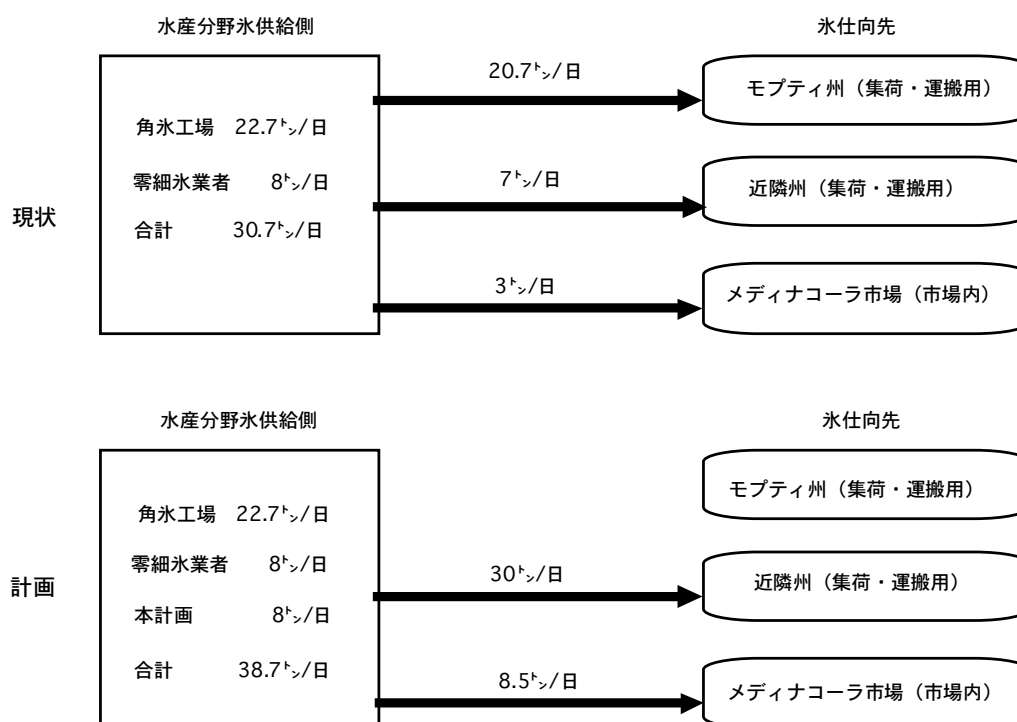 水産分野氷供給側
氷仕向先
現状
角氷工場 22.7㌧/日
零細氷業者 8㌧/日
合計 30.7㌧/日
20.7㌧/日
モプティ州（集荷・運搬用）
7㌧/日
近隣州（集荷・運搬用）
3㌧/日
メディナコーラ市場（市場内）
水産分野氷供給側
氷仕向先
計画
角氷工場 22.7㌧/日
零細氷業者 8㌧/日
本計画 8㌧/日
合計 38.7㌧/日
モプティ州（集荷・運搬用）
30㌧/日
近隣州（集荷・運搬用）
8.5㌧/日
メディナコーラ市場（市場内）